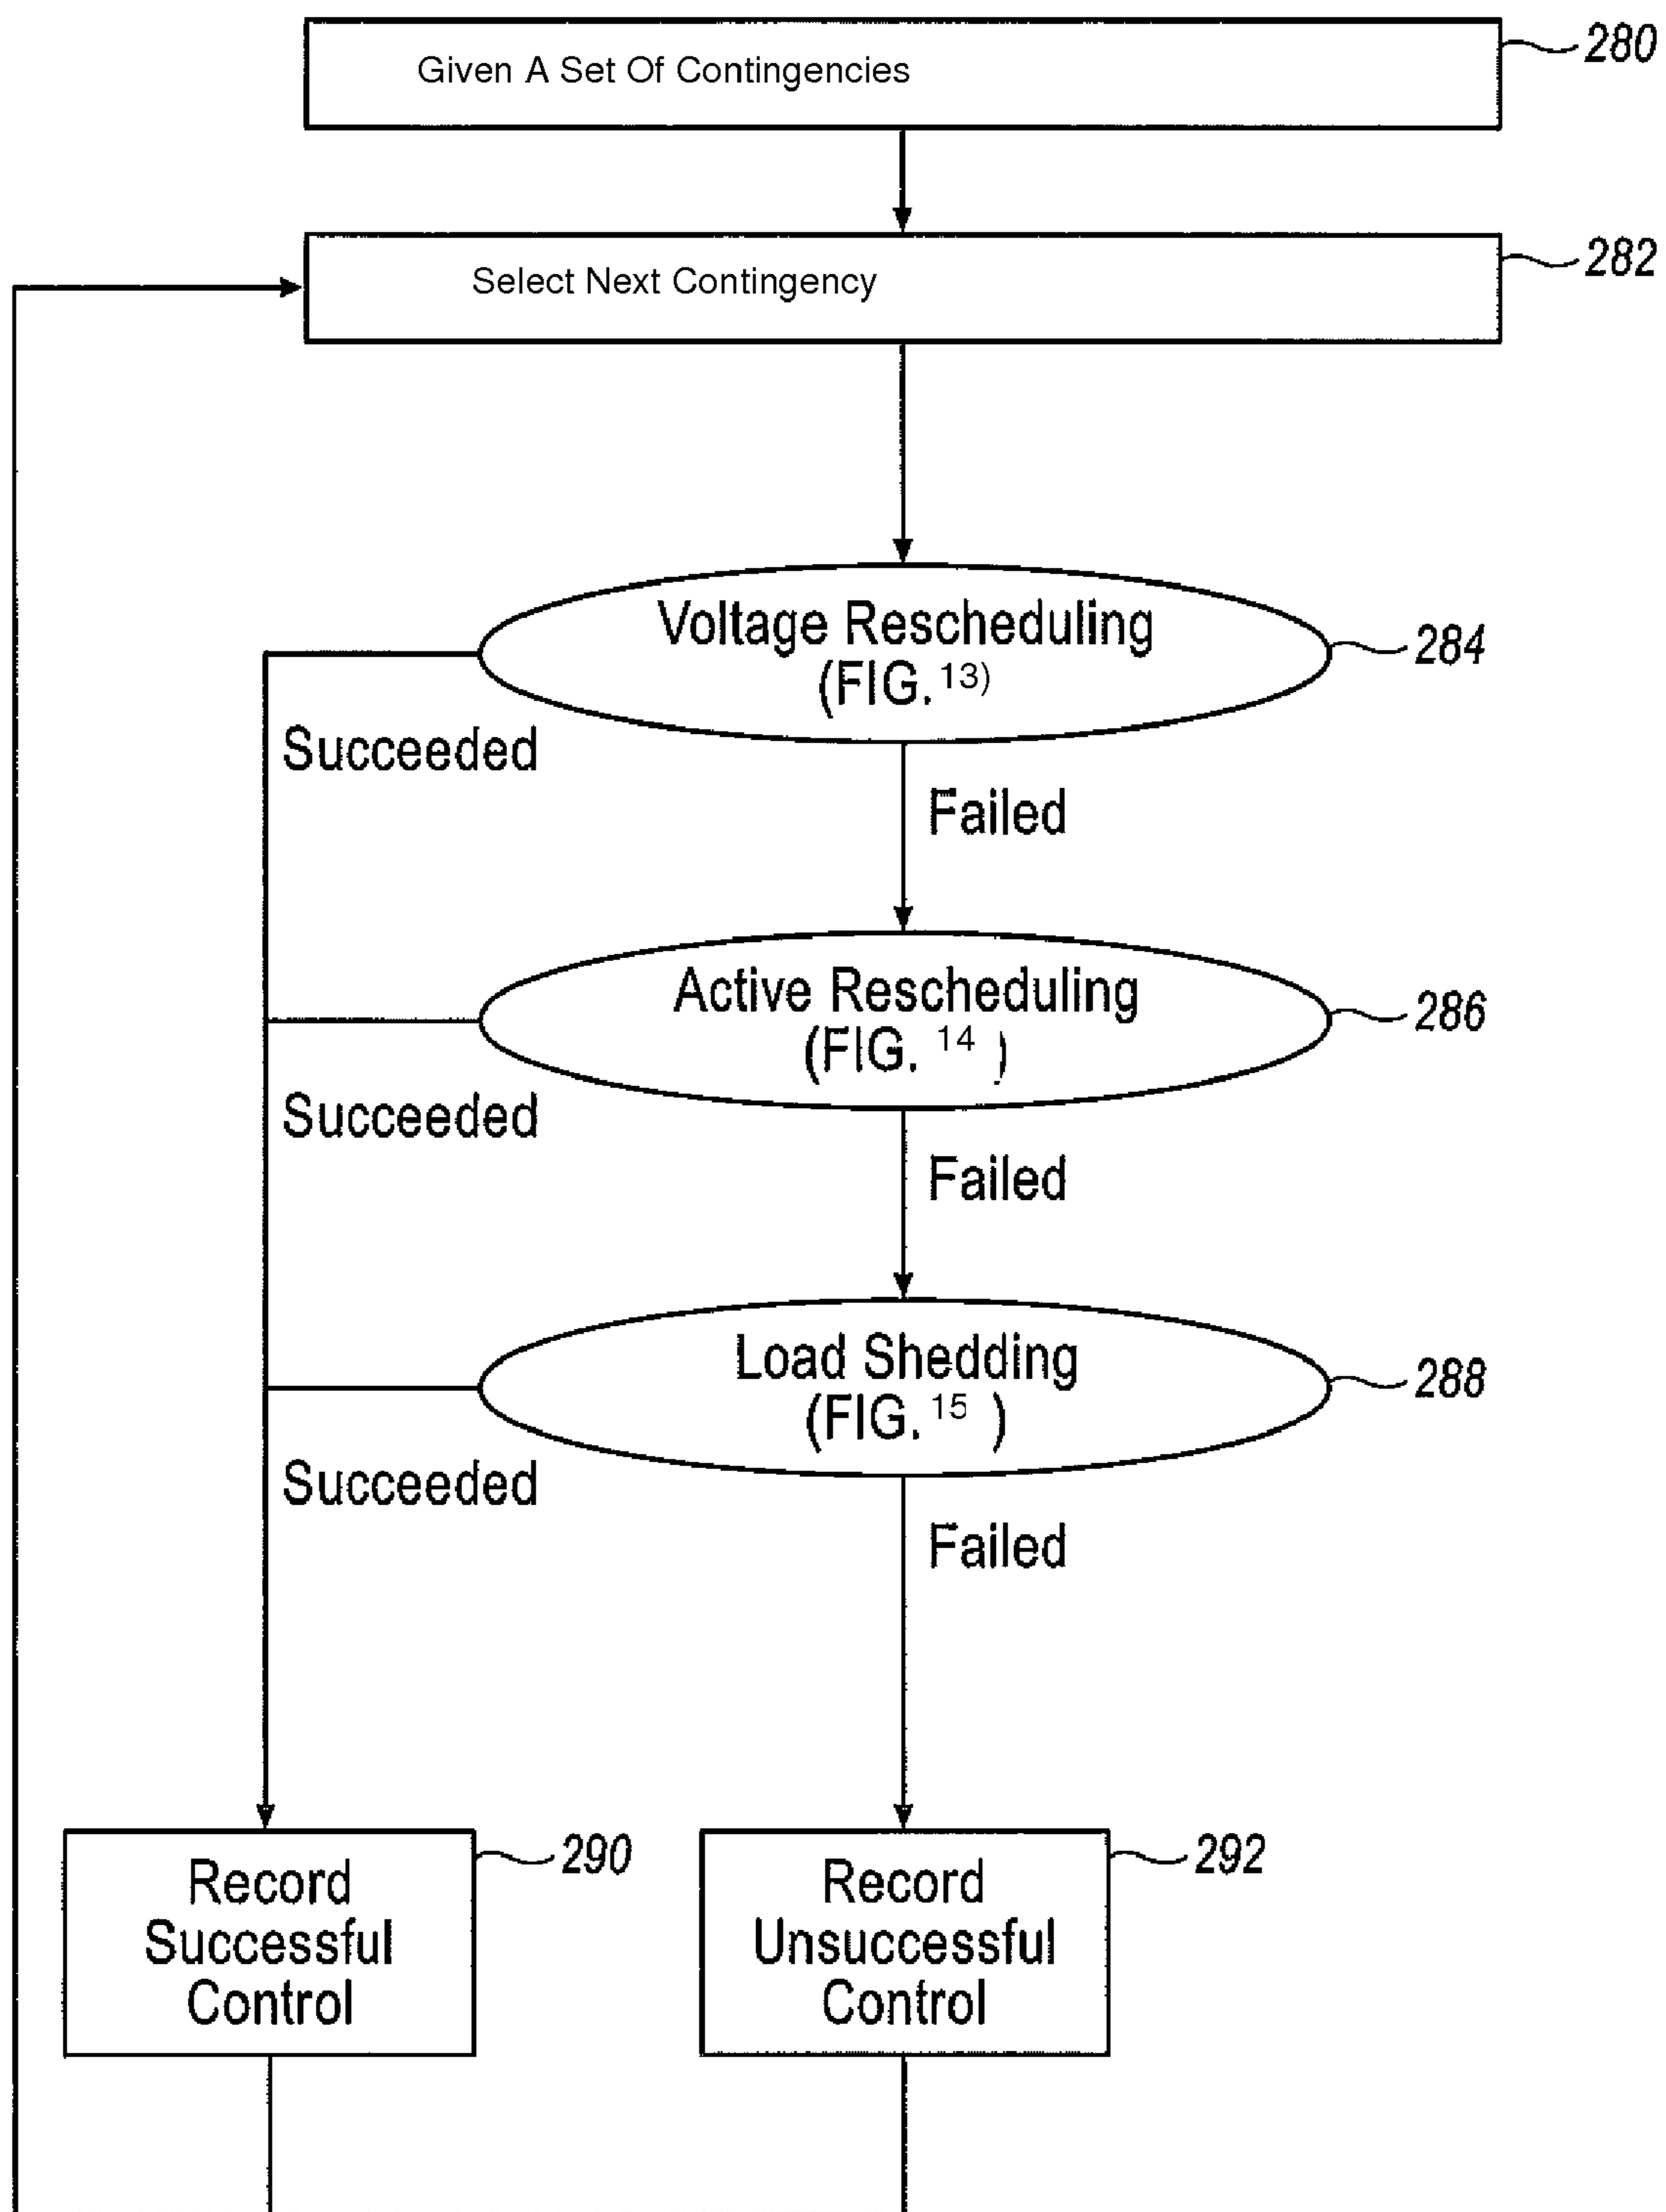 Given A Set Of Contingencies
280
Select Next Contingency
282
Voltage Rescheduling
(FIG. 13)
284
Succeeded
Failed
Active Rescheduling
(FIG. 14 )
286
Succeeded
Failed
Load Shedding
(FIG. 15 )
288
Succeeded
Failed
Record
Successful
Control
290
Record
Unsuccessful
Control
292